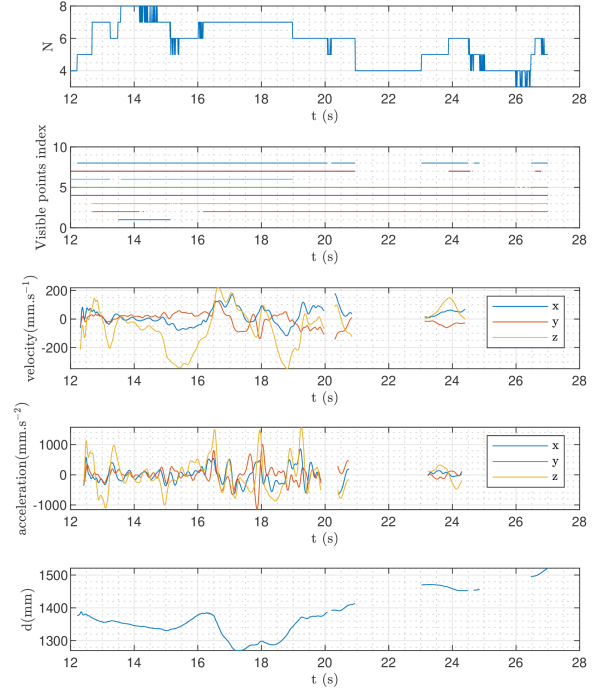 8
6
N
4
12 14 16 18 20 22 24 26 28
t (s)
10
5
Visible points index
0
12 14 16 18 20 22 24 26 28
t (s)
200
0
-200
velocity(mm.s⁻¹)
x
y
z
12 14 16 18 20 22 24 26 28
t (s)
1000
0
-1000
acceleration(mm.s⁻²)
x
y
z
12 14 16 18 20 22 24 26 28
t (s)
1500
1400
1300
d(mm)
12 14 16 18 20 22 24 26 28
t (s)